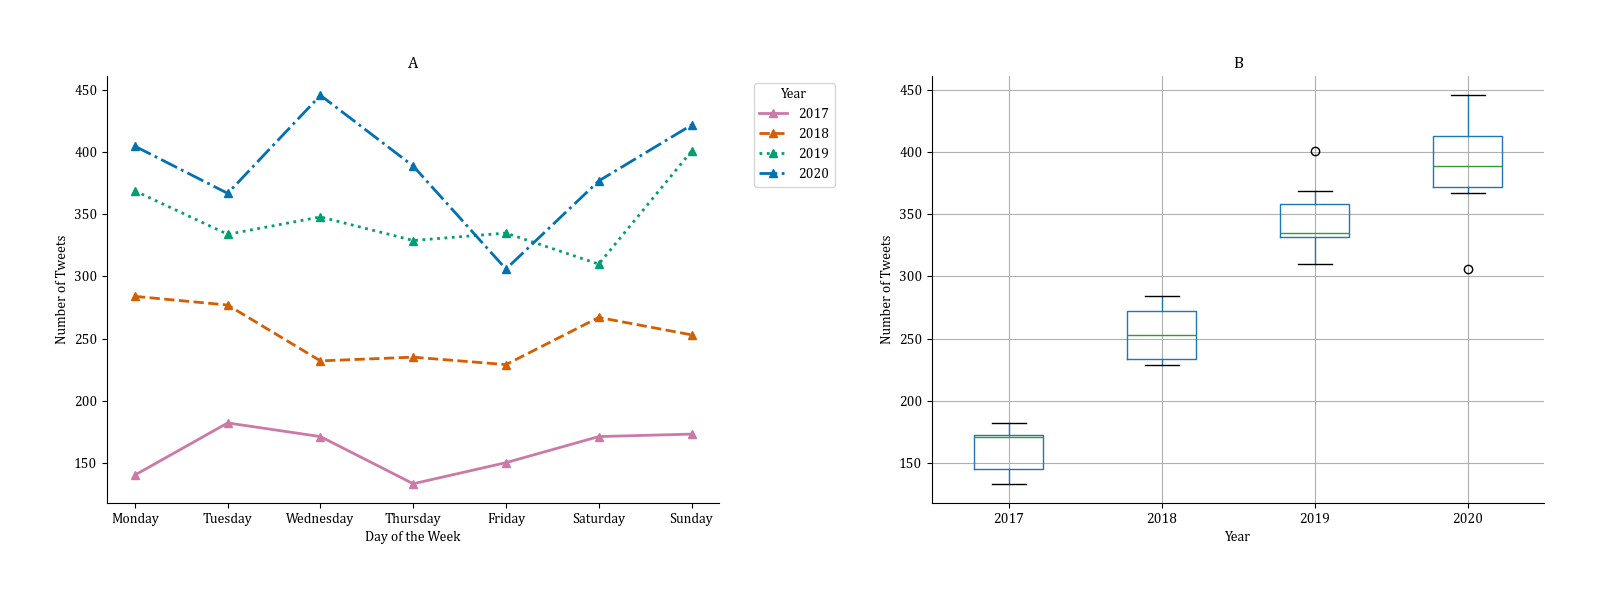 A
450
400
350
300
250
200
150
Number of Tweets
Monday Tuesday Wednesday Thursday Friday Saturday Sunday
Day of the Week
Year
2017
2018
2019
2020
B
450
400
350
300
250
200
150
Number of Tweets
2017 2018 2019 2020
Year